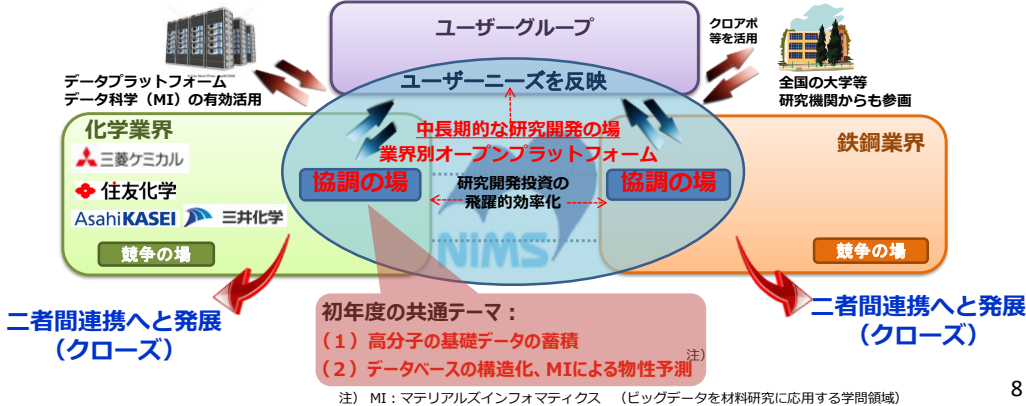 ユーザーグループ
クロアポ
等を活用
データプラットフォーム
データ科学（MI）の有効活用
ユーザーニーズを反映
全国の大学等
研究機関からも参画
化学業界
中長期的な研究開発の場
業界別オープンプラットフォーム
鉄鋼業界
三菱ケミカル
住友化学
AsahiKASEI
三井化学
協調の場
研究開発投資の
飛躍的効率化
協調の場
競争の場
NIMS
競争の場
二者間連携へと発展
（クローズ）
初年度の共通テーマ：
（１）高分子の基礎データの蓄積
（２）データベースの構造化、MIによる物性予測注）
二者間連携へと発展
（クローズ）
注） MI：マテリアルズインフォマティクス （ビッグデータを材料研究に応用する学問領域）
8